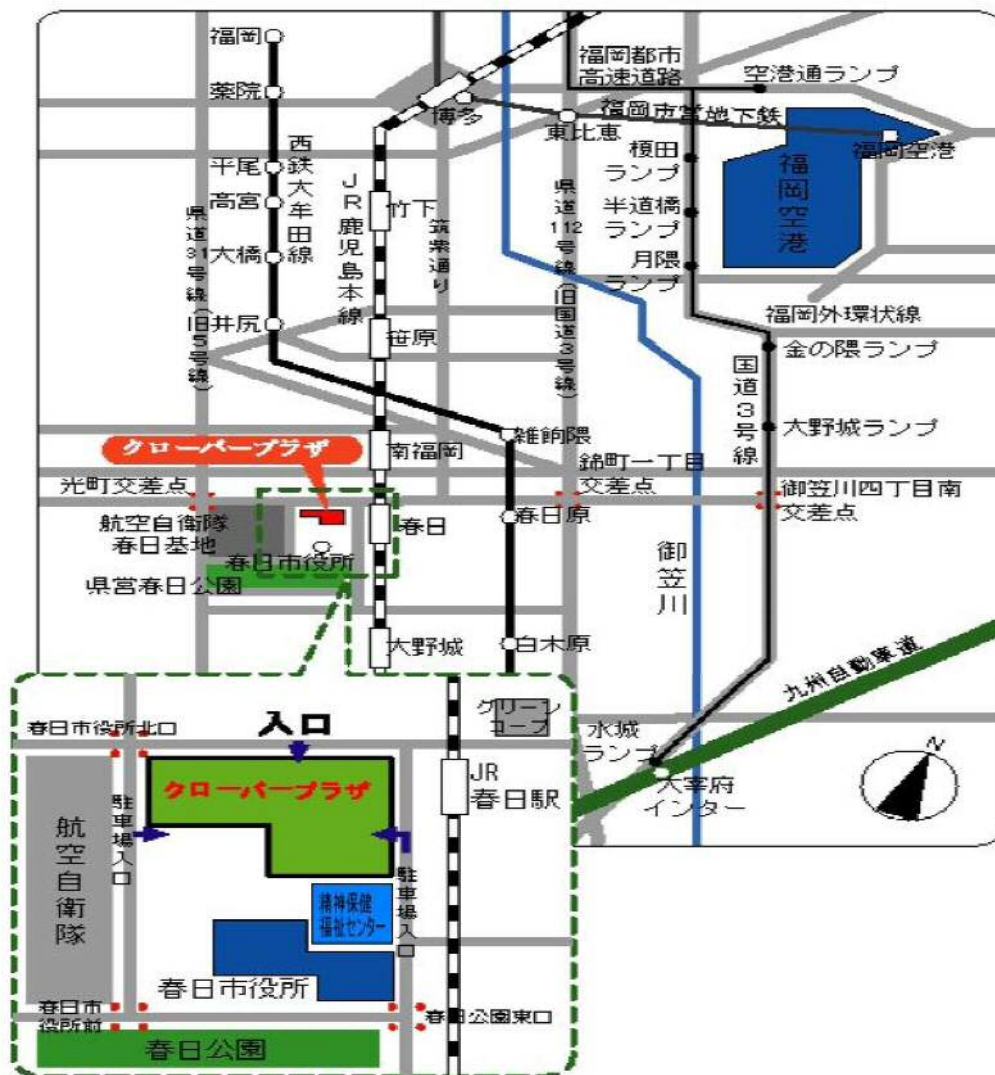 福岡
薬院
平尾
高宮
大橋
井尻
西鉄大牟田線
県道31号線(旧5号線)
JR鹿児島本線
博多
竹下
笹原
南福岡
春日
大野城
筑紫通り
福岡都市
高速道路
空港通ランプ
福岡市営地下鉄
東比恵
福岡空港
福岡空港
榎田
ランプ
半道橋
ランプ
月隈
ランプ
県道112号線(旧国道3号線)
福岡外環状線
金の隈ランプ
国道3号線
大野城ランプ
雑餉隈
春日原
白木原
クローバープラザ
光町交差点
錦町一丁目
交差点
御笠川四丁目南
交差点
航空自衛隊
春日基地
春日市役所
県営春日公園
御笠川
九州自動車道
水城
ランプ
太宰府
インター
N
春日市役所北口
入口
グリーン
コープ
クローバープラザ
JR
春日駅
駐車場入口
航空自衛隊
駐車場入口
精神保健
福祉センター
春日市役所
春日市
役所前
春日公園東口
春日公園